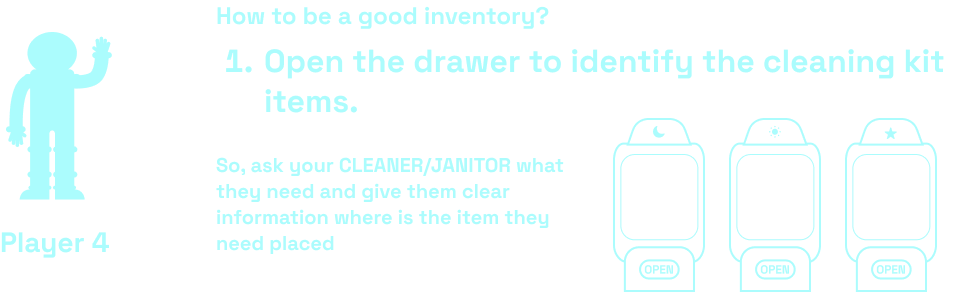 How to be a good inventory?
1. Open the drawer to identify the cleaning kit
items.
So, ask your CLEANER/JANITOR what
they need and give them clear
information where is the item they
need placed
Player 4
OPEN
OPEN
OPEN